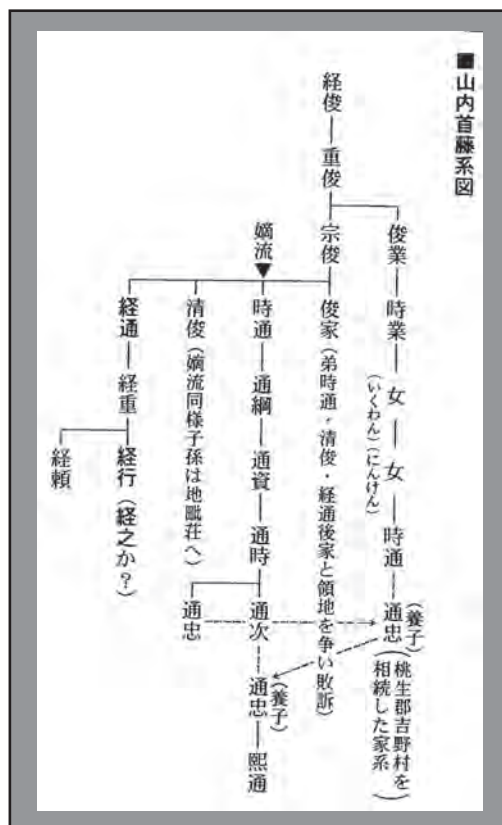 ■山内首藤系図
俊業―時業―女―女―時通―通忠
(いくわん)(にんけん)
(養子)
(桃生郡吉野村を
相続した家系)
経俊―重俊―宗俊―俊家(弟時通・清俊・経通後家と領地を争い敗訴)
嫡流▼時通―通綱―通資―通時―通次―通忠―熙通
(養子)
通忠
清俊(嫡流同様子孫は地毗荘へ)
経通―経重―経行(経之か?)
経頼